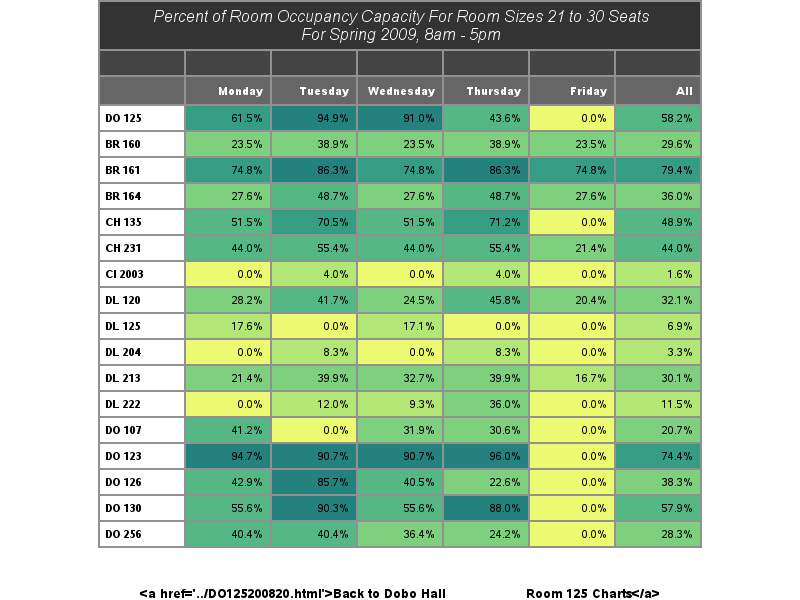 Percent of Room Occupancy Capacity For Room Sizes 21 to 30 Seats
For Spring 2009, 8am - 5pm
Monday Tuesday Wednesday Thursday Friday All
DO 125 61.5% 94.9% 91.0% 43.6% 0.0% 58.2%
BR 160 23.5% 38.9% 23.5% 38.9% 23.5% 29.6%
BR 161 74.8% 86.3% 74.8% 86.3% 74.8% 79.4%
BR 164 27.6% 48.7% 27.6% 48.7% 27.6% 36.0%
CH 135 51.5% 70.5% 51.5% 71.2% 0.0% 48.9%
CH 231 44.0% 55.4% 44.0% 55.4% 21.4% 44.0%
CI 2003 0.0% 4.0% 0.0% 4.0% 0.0% 1.6%
DL 120 28.2% 41.7% 24.5% 45.8% 20.4% 32.1%
DL 125 17.6% 0.0% 17.1% 0.0% 0.0% 6.9%
DL 204 0.0% 8.3% 0.0% 8.3% 0.0% 3.3%
DL 213 21.4% 39.9% 32.7% 39.9% 16.7% 30.1%
DL 222 0.0% 12.0% 9.3% 36.0% 0.0% 11.5%
DO 107 41.2% 0.0% 31.9% 30.6% 0.0% 20.7%
DO 123 94.7% 90.7% 90.7% 96.0% 0.0% 74.4%
DO 126 42.9% 85.7% 40.5% 22.6% 0.0% 38.3%
DO 130 55.6% 90.3% 55.6% 88.0% 0.0% 57.9%
DO 256 40.4% 40.4% 36.4% 24.2% 0.0% 28.3%
<a href='../DO125200820.html'>Back to Dobo Hall Room 125 Charts</a>